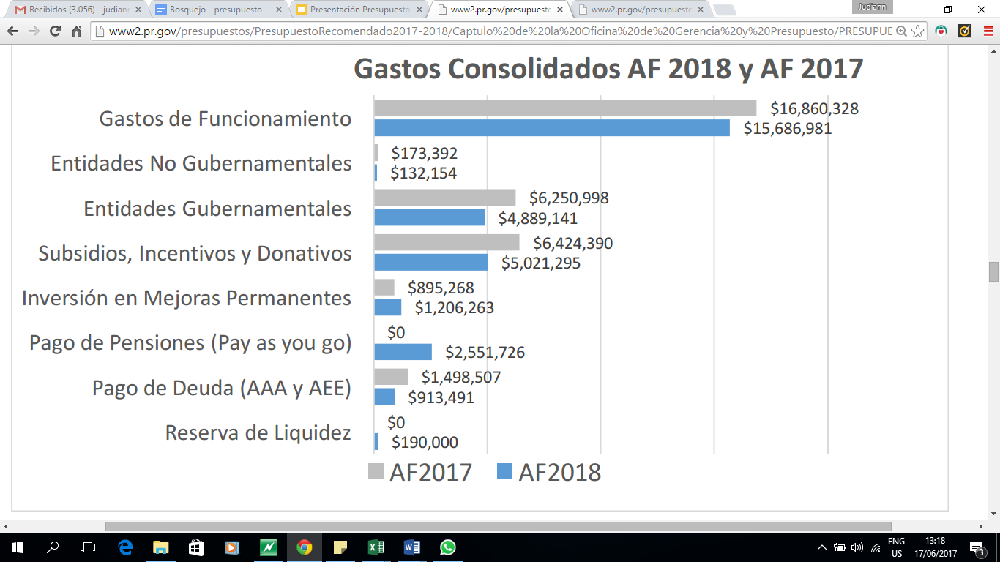 Recibidos (3.056) - judiann
Bosquejo - presupuesto -
Presentación Presupuesto
www2.pr.gov/presupuesto
www2.pr.gov/presupuesto
Judiann
www2.pr.gov/presupuestos/PresupuestoRecomendado2017-2018/Captulo%20de%20la%20Oficina%20de%20Gerencia%20y%20Presupuesto/PRESUPUE
Gastos Consolidados AF 2018 y AF 2017
Gastos de Funcionamiento
$16,860,328
$15,686,981
Entidades No Gubernamentales
$173,392
$132,154
Entidades Gubernamentales
$6,250,998
$4,889,141
Subsidios, Incentivos y Donativos
$6,424,390
$5,021,295
Inversión en Mejoras Permanentes
$895,268
$1,206,263
Pago de Pensiones (Pay as you go)
$0
$2,551,726
Pago de Deuda (AAA y AEE)
$1,498,507
$913,491
Reserva de Liquidez
$0
$190,000
AF2017 AF2018
ENG
US
13:18
17/06/2017
3